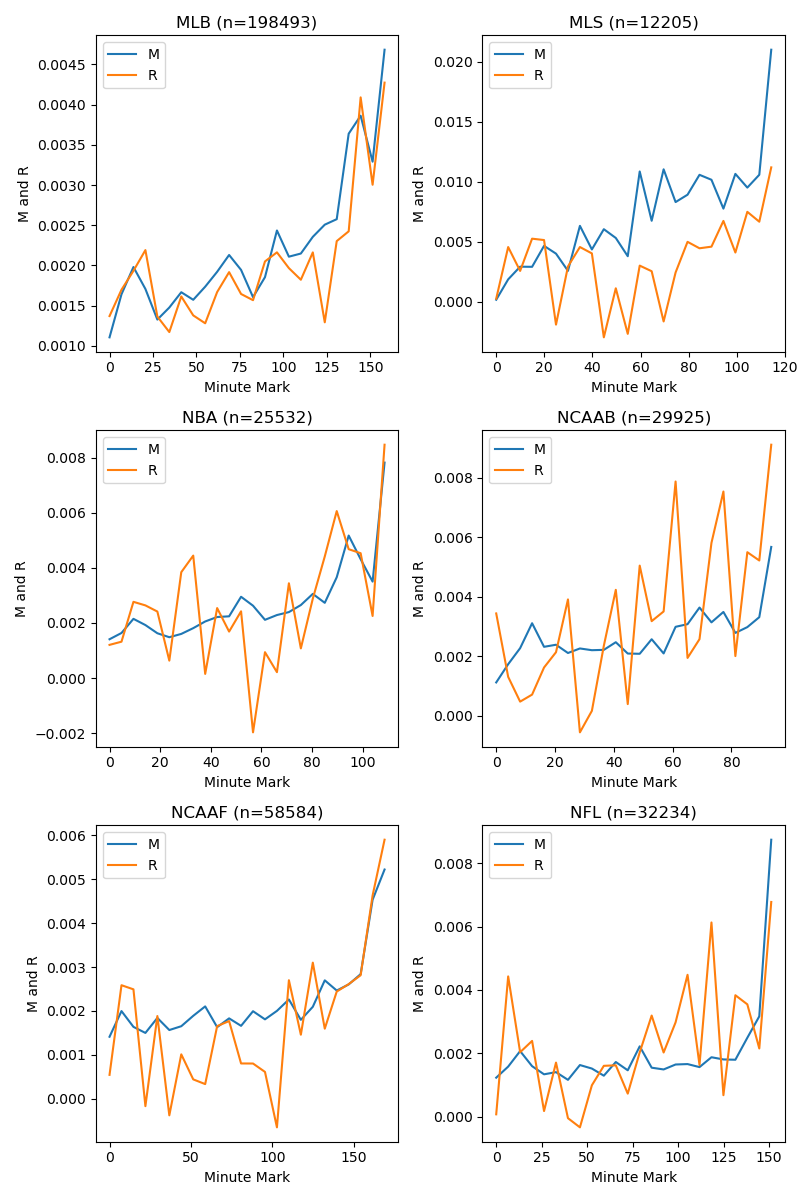 MLB (n=198493)
M
R
0.0045
0.0040
0.0035
0.0030
0.0025
0.0020
0.0015
0.0010
M and R
0 25 50 75 100 125 150
Minute Mark
MLS (n=12205)
M
R
0.020
0.015
0.010
0.005
0.000
M and R
0 20 40 60 80 100 120
Minute Mark
NBA (n=25532)
M
R
0.008
0.006
0.004
0.002
0.000
−0.002
M and R
0 20 40 60 80 100
Minute Mark
NCAAB (n=29925)
M
R
0.008
0.006
0.004
0.002
0.000
M and R
0 20 40 60 80
Minute Mark
NCAAF (n=58584)
M
R
0.006
0.005
0.004
0.003
0.002
0.001
0.000
M and R
0 50 100 150
Minute Mark
NFL (n=32234)
M
R
0.008
0.006
0.004
0.002
0.000
M and R
0 25 50 75 100 125 150
Minute Mark